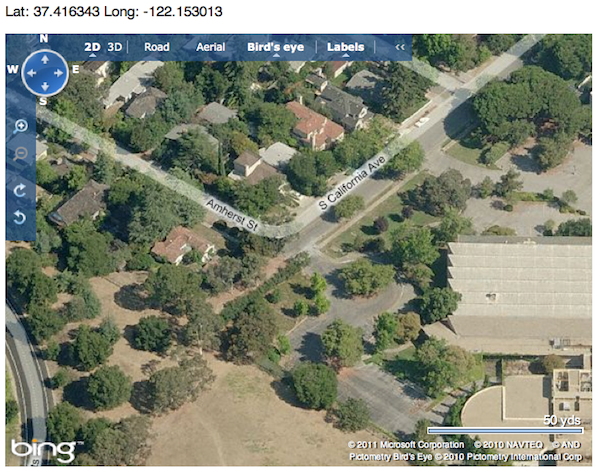 Lat: 37.416343 Long: -122.153013
N
2D 3D Road Aerial Bird's eye Labels <<
W E
S
S California Ave
Amherst St
50 yds
bing™
© 2011 Microsoft Corporation © 2010 NAVTEQ © AND
Pictometry Bird's Eye © 2010 Pictometry International Corp